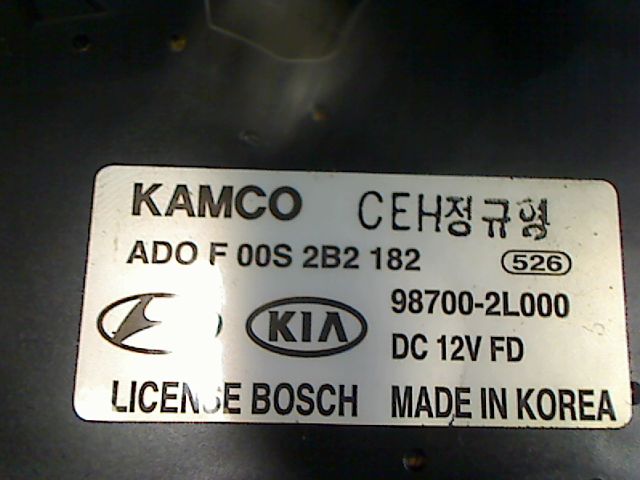 KAMCO CEH정규형
ADO F 00S 2B2 182 526
KIA 98700-2L000
DC 12V FD
LICENSE BOSCH MADE IN KOREA